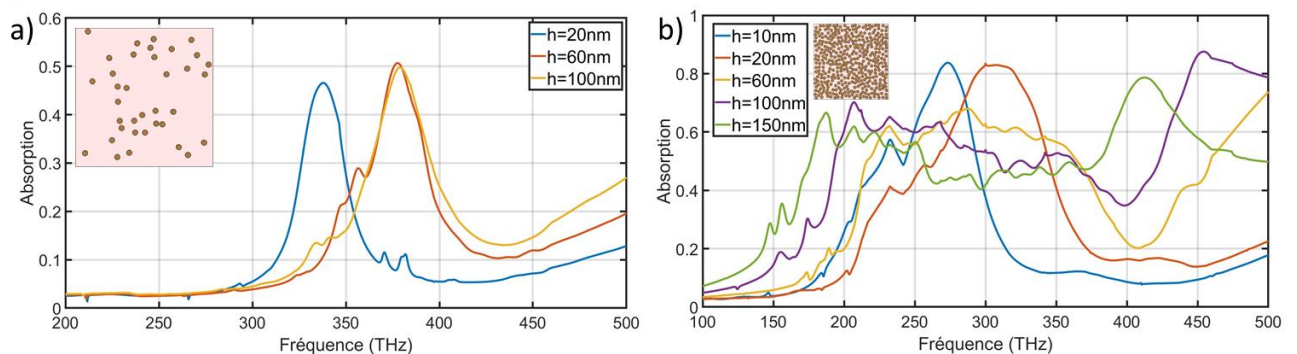 a)
0.6
0.5
0.4
0.3
0.2
0.1
0
Absorption
200
250
300
350
400
450
500
Fréquence (THz)
h=20nm
h=60nm
h=100nm
b)
1
0.8
0.6
0.4
0.2
0
Absorption
100
150
200
250
300
350
400
450
500
Fréquence (THz)
h=10nm
h=20nm
h=60nm
h=100nm
h=150nm